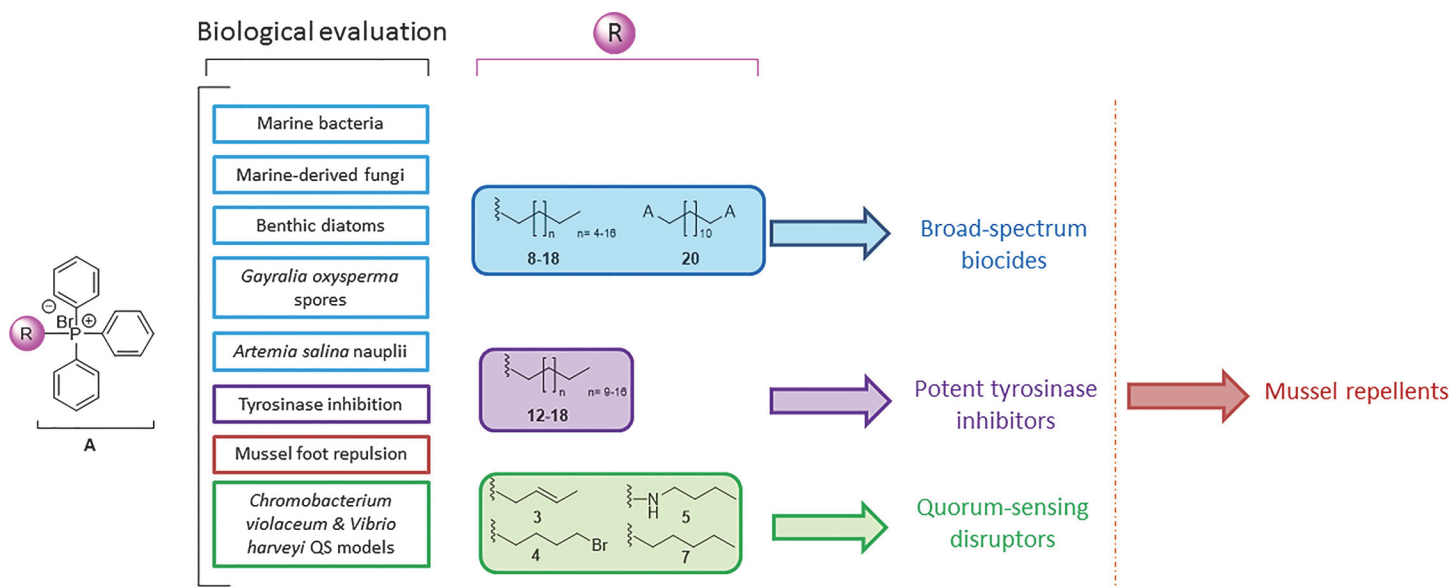 Biological evaluation
R
Marine bacteria
Marine-derived fungi
Benthic diatoms
Gayralia oxysperma
spores
Artemia salina nauplii
Tyrosinase inhibition
Mussel foot repulsion
Chromobacterium
violaceum & Vibrio
harveyi QS models
R
Br
⊖
P
⊕
A
n
n= 4-16
8-18
A
A
10
20
Broad-spectrum
biocides
n
n= 9-16
12-18
Potent tyrosinase
inhibitors
Mussel repellents
3
N
H
5
Br
4
7
Quorum-sensing
disruptors